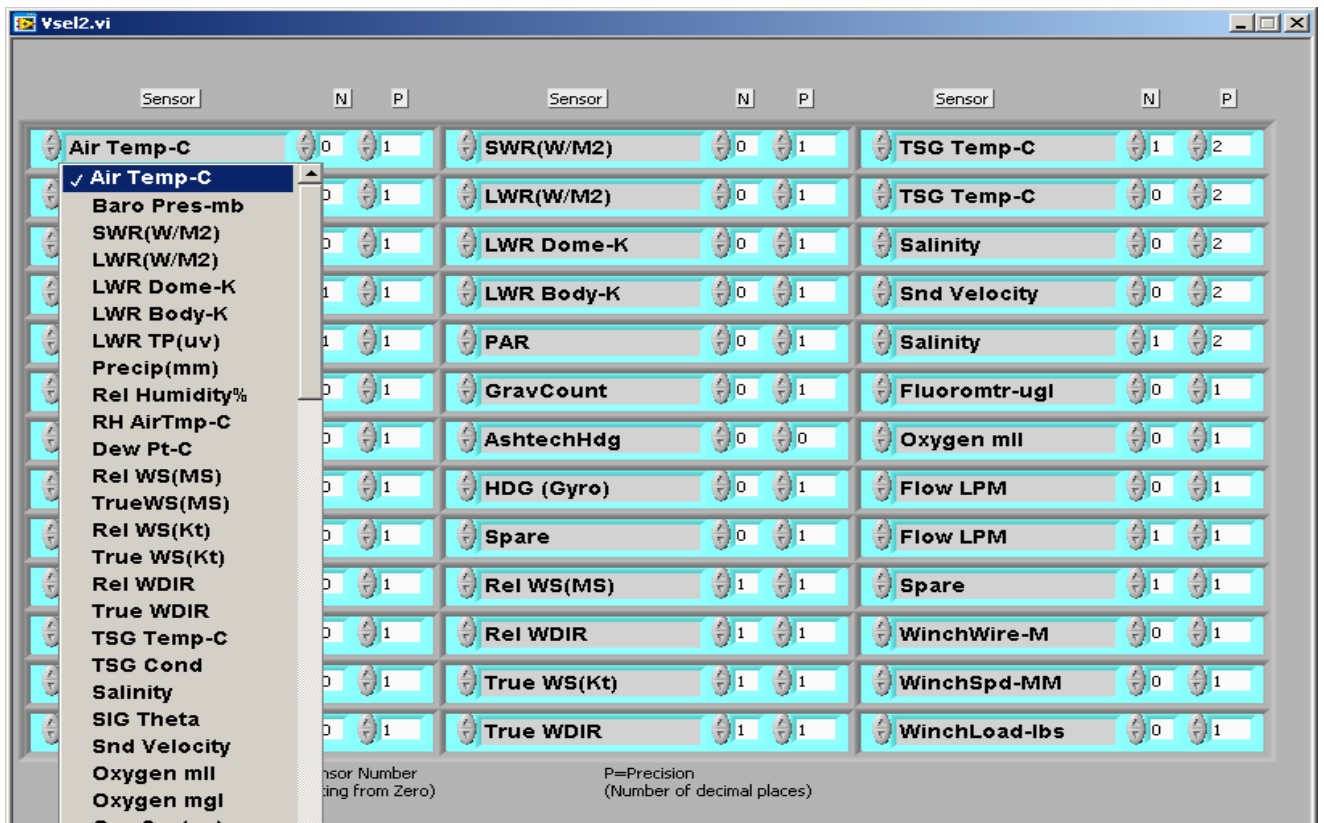 Vsel2.vi
Sensor N P Sensor N P Sensor N P
Air Temp-C 0 1 SWR(W/M2) 0 1 TSG Temp-C 1 2
✓ Air Temp-C
Baro Pres-mb 1 LWR(W/M2) 0 1 TSG Temp-C 0 2
SWR(W/M2)
LWR(W/M2) 1 LWR Dome-K 0 1 Salinity 0 2
LWR Dome-K
LWR Body-K 1 1 LWR Body-K 0 1 Snd Velocity 0 2
LWR TP(uv) 1 1 PAR 0 1 Salinity 1 2
Precip(mm)
Rel Humidity% 1 GravCount 0 1 Fluoromtr-ugl 0 1
RH AirTmp-C
Dew Pt-C 1 AshtechHdg 0 0 Oxygen mll 0 1
Rel WS(MS) 1 HDG (Gyro) 0 1 Flow LPM 0 1
TrueWS(MS)
Rel WS(Kt) 1 Spare 0 1 Flow LPM 1 1
True WS(Kt)
Rel WDIR 1 Rel WS(MS) 1 1 Spare 1 1
True WDIR
TSG Temp-C 1 Rel WDIR 1 1 WinchWire-M 0 1
TSG Cond
Salinity 1 True WS(Kt) 1 1 WinchSpd-MM 0 1
SIG Theta
Snd Velocity 1 True WDIR 1 1 WinchLoad-lbs 0 1
Oxygen mll Number P=Precision
Oxygen mgl from Zero) (Number of decimal places)